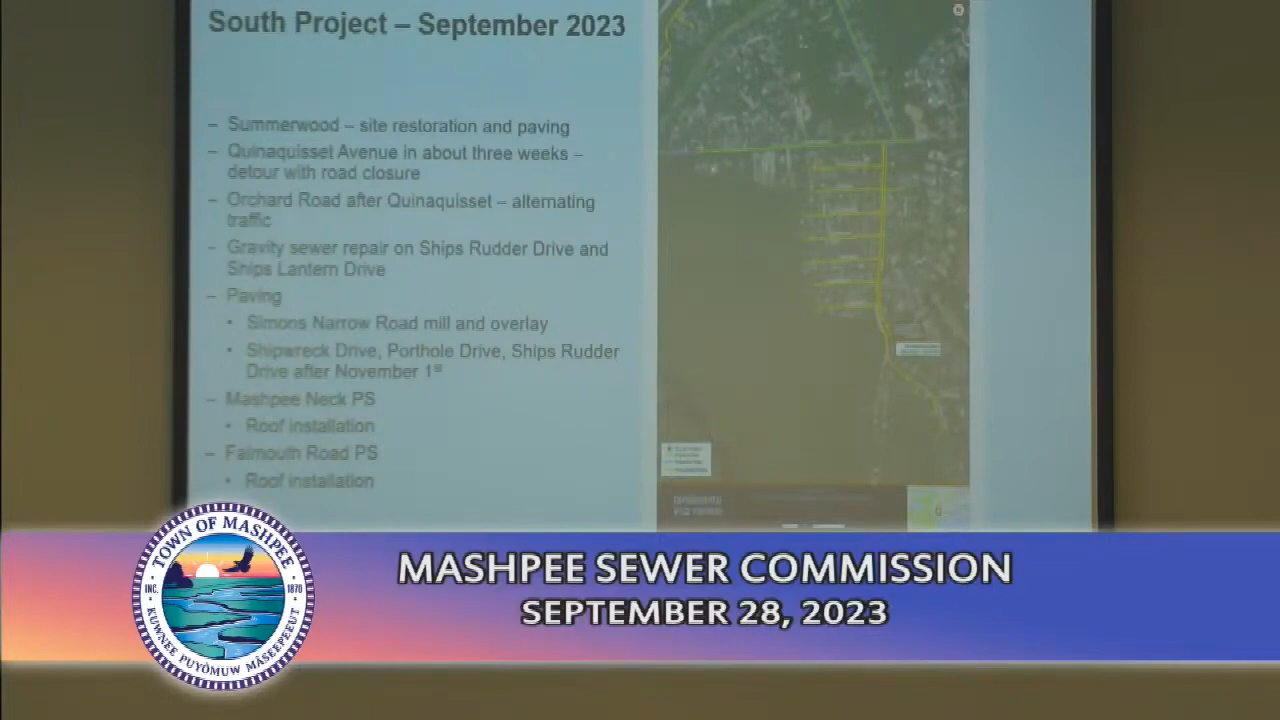 South Project – September 2023
– Summerwood – site restoration and paving
– Quinaquisset Avenue in about three weeks –
detour with road closure
– Orchard Road after Quinaquisset – alternating
traffic
– Gravity sewer repair on Ships Rudder Drive and
Ships Lantern Drive
– Paving
• Simons Narrow Road mill and overlay
• Shipwreck Drive, Porthole Drive, Ships Rudder
Drive after November 1st
– Mashpee Neck PS
• Roof installation
– Falmouth Road PS
• Roof installation
TOWN OF MASHPEE
INC. 1870
KUWNEE PUYÔMUW MÂSEEPEEUT
MASHPEE SEWER COMMISSION
SEPTEMBER 28, 2023